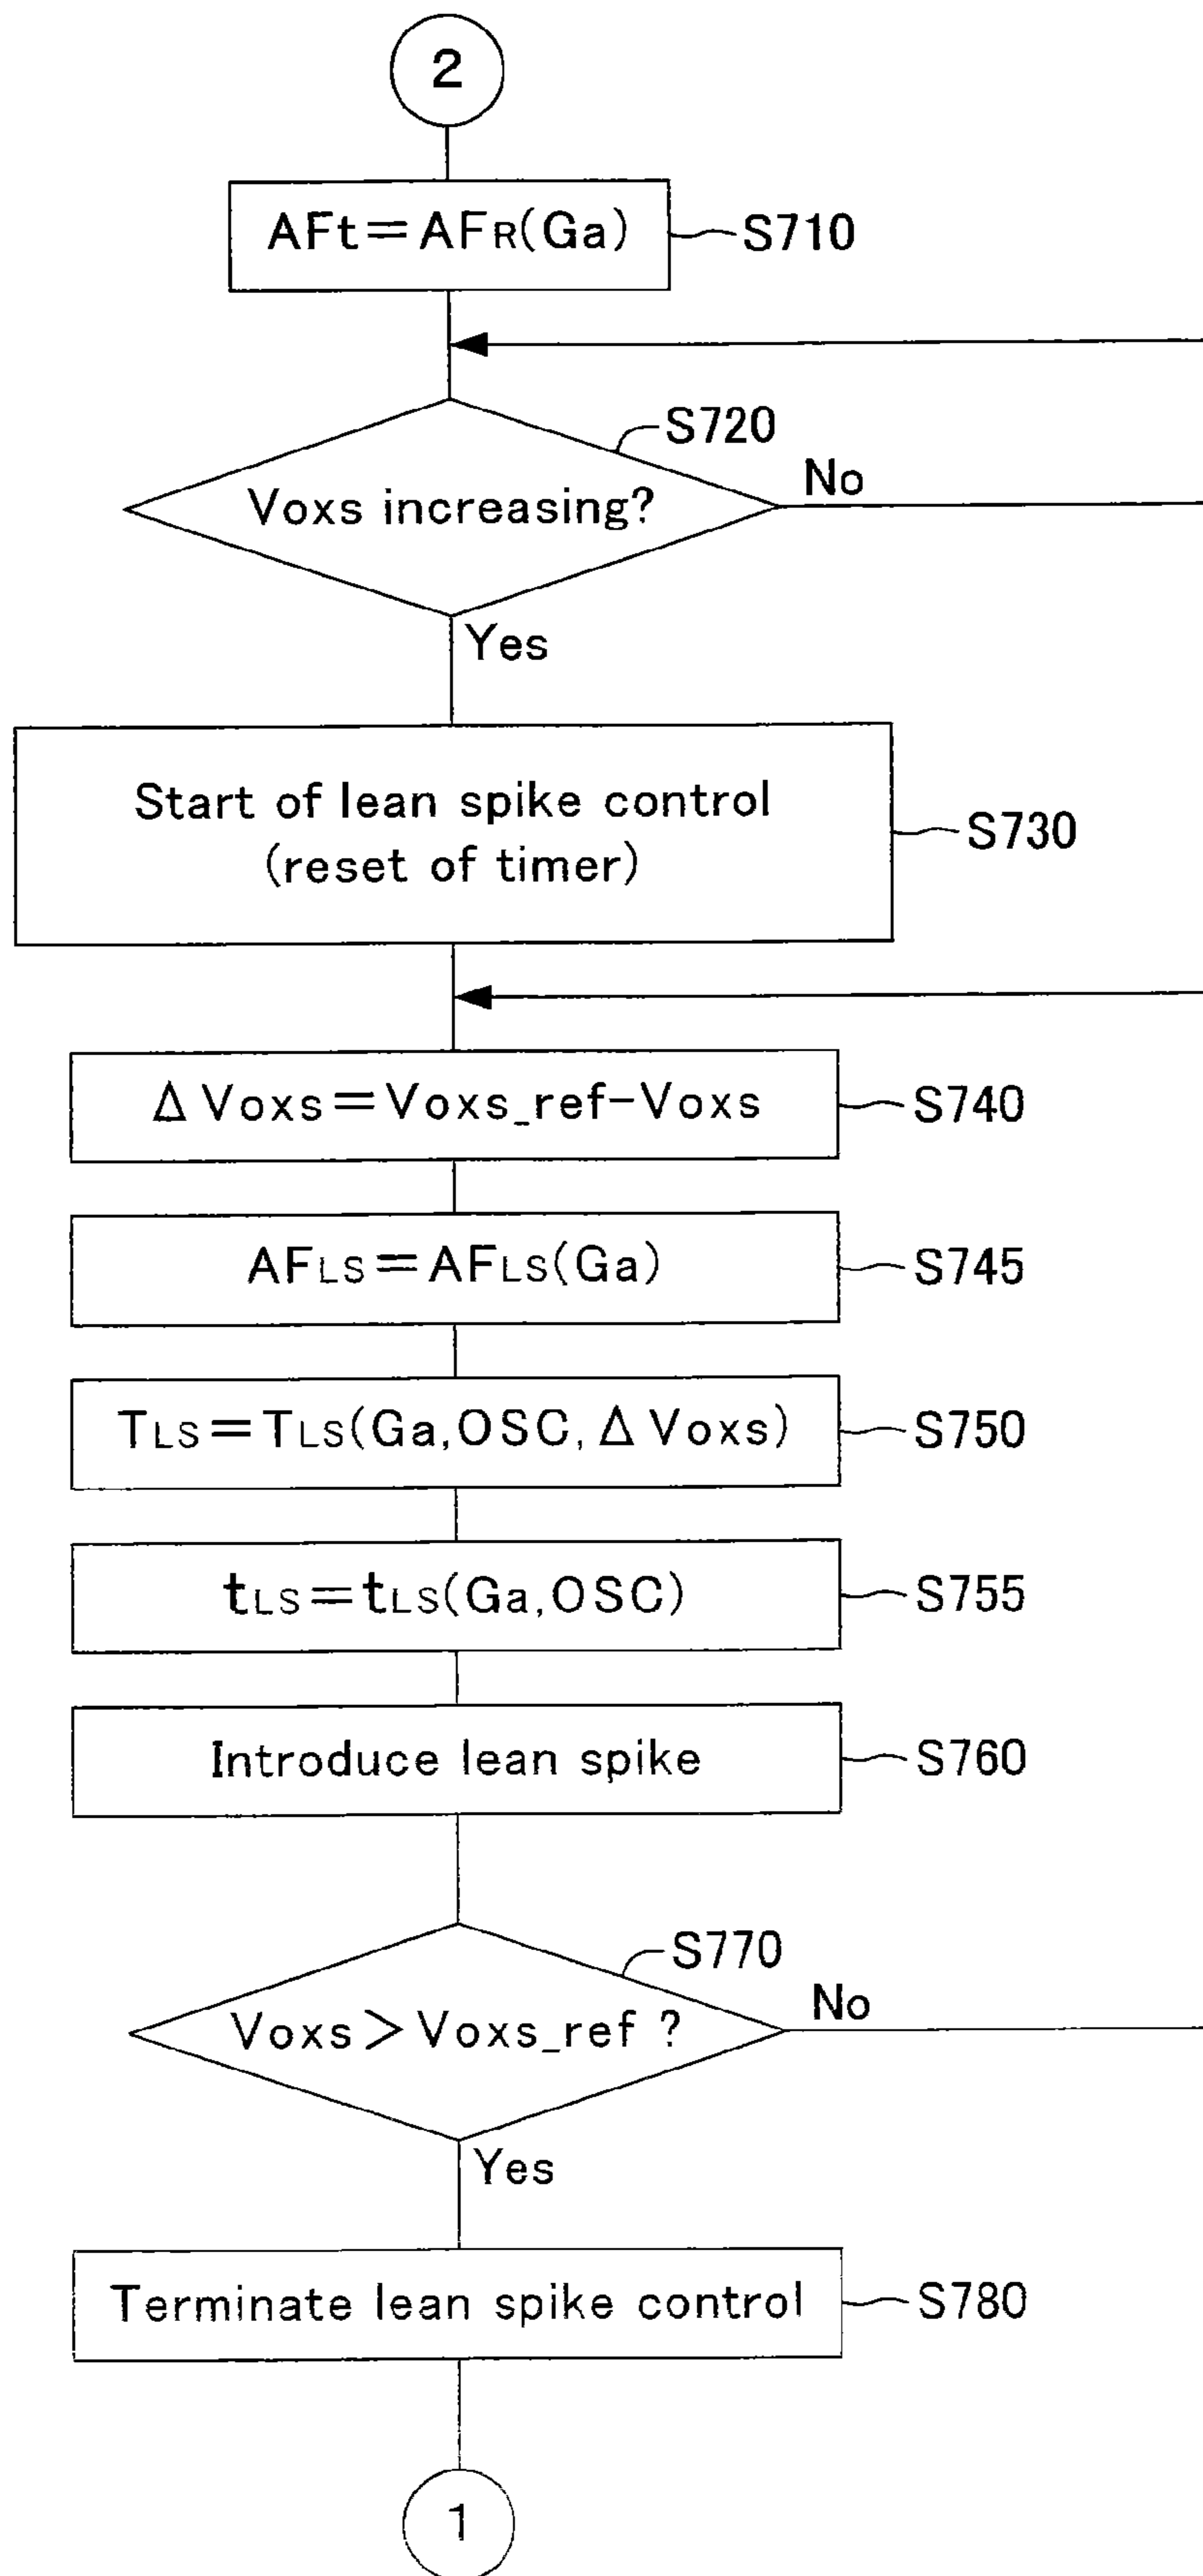 2
AFt=AFR(Ga)
S710
S720
Voxs increasing?
No
Yes
Start of lean spike control
(reset of timer)
S730
Δ Voxs=Voxs_ref-Voxs
S740
AFLS=AFLS(Ga)
S745
TLS=TLS(Ga,OSC,Δ Voxs)
S750
tLS=tLS(Ga,OSC)
S755
Introduce lean spike
S760
S770
Voxs>Voxs_ref ?
No
Yes
Terminate lean spike control
S780
1